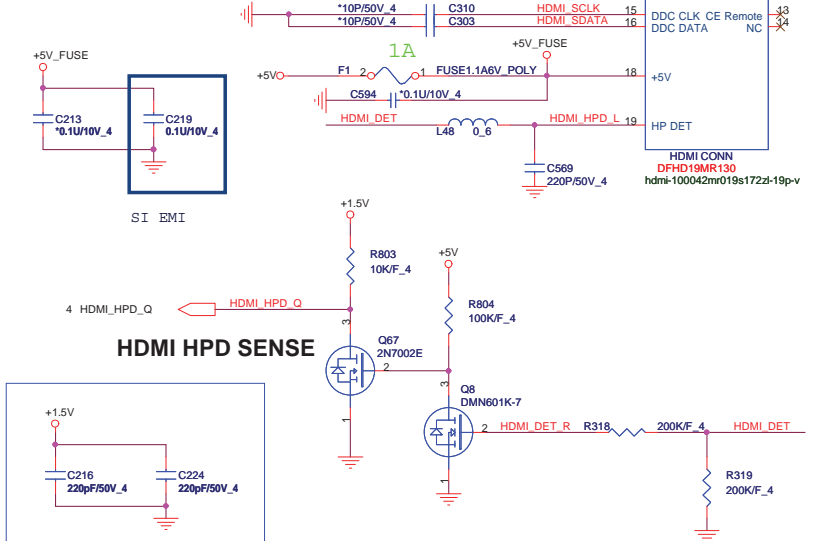 *10P/50V_4 C310 HDMI_SCLK 15 DDC CLK CE Remote 13
*10P/50V_4 C303 HDMI_SDATA 16 DDC DATA NC 14
1A
+5V_FUSE
+5V F1 2 1 FUSE1.1A6V_POLY 18 +5V
C594 *0.1U/10V_4
HDMI_DET HDMI_HPD_L 19 HP DET
L48 0_6
C569
220P/50V_4
HDMI CONN
DFHD19MR130
hdmi-100042mr019s172zl-19p-v
+5V_FUSE
C213
*0.1U/10V_4
C219
0.1U/10V_4
SI EMI
+1.5V
R803
10K/F_4
+5V
R804
100K/F_4
4 HDMI_HPD_Q HDMI_HPD_Q
HDMI HPD SENSE
3
Q67
2N7002E
2
1
3
Q8
DMN601K-7
2 HDMI_DET_R R318 200K/F_4 HDMI_DET
1
R319
200K/F_4
+1.5V
C216
220pF/50V_4
C224
220pF/50V_4